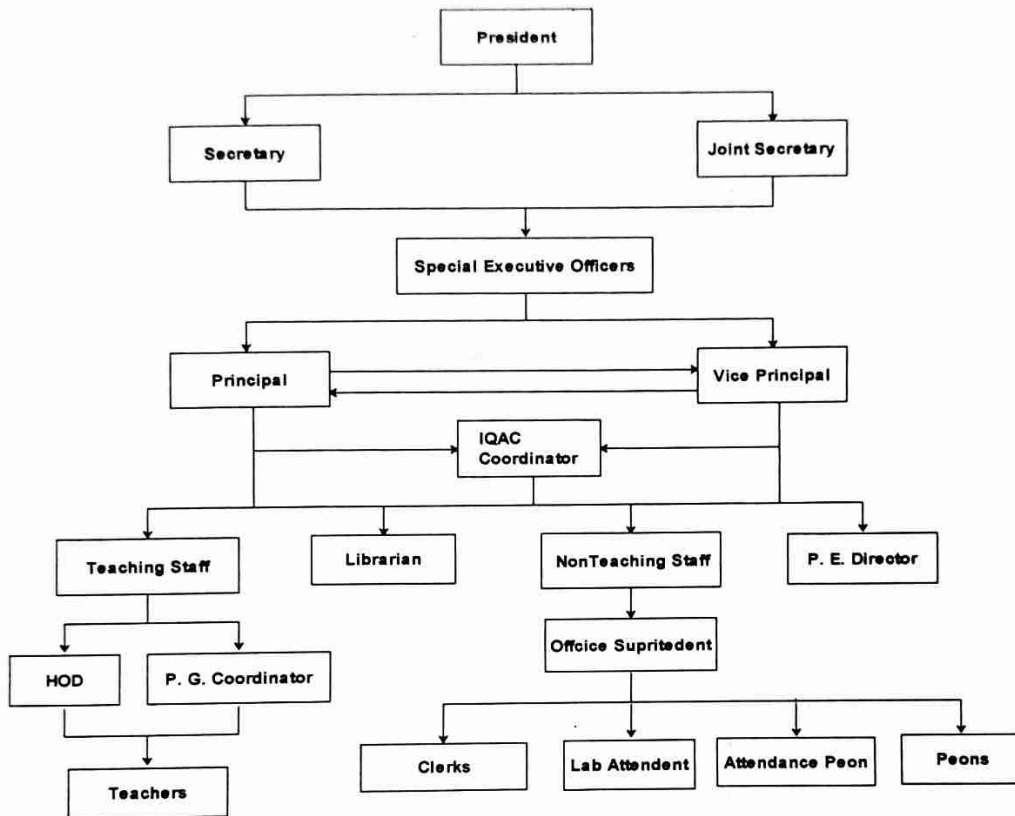 President
Secretary
Joint Secretary
Special Executive Officers
Principal
Vice Principal
IQAC
Coordinator
Teaching Staff
Librarian
NonTeaching Staff
P. E. Director
HOD
P. G. Coordinator
Offcice Supritedent
Teachers
Clerks
Lab Attendent
Attendance Peon
Peons